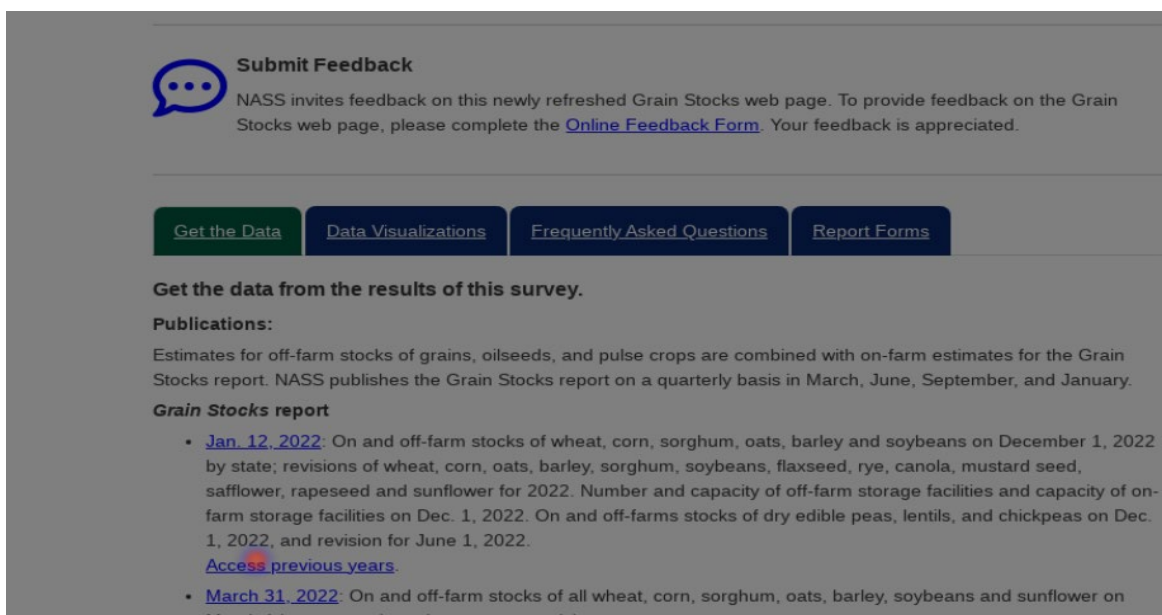 Submit Feedback
NASS invites feedback on this newly refreshed Grain Stocks web page. To provide feedback on the Grain
Stocks web page, please complete the Online Feedback Form. Your feedback is appreciated.
Get the Data
Data Visualizations
Frequently Asked Questions
Report Forms
Get the data from the results of this survey.
Publications:
Estimates for off-farm stocks of grains, oilseeds, and pulse crops are combined with on-farm estimates for the Grain
Stocks report. NASS publishes the Grain Stocks report on a quarterly basis in March, June, September, and January.
Grain Stocks report
• Jan. 12, 2022: On and off-farm stocks of wheat, corn, sorghum, oats, barley and soybeans on December 1, 2022
by state; revisions of wheat, corn, oats, barley, sorghum, soybeans, flaxseed, rye, canola, mustard seed,
safflower, rapeseed and sunflower for 2022. Number and capacity of off-farm storage facilities and capacity of on-
farm storage facilities on Dec. 1, 2022. On and off-farms stocks of dry edible peas, lentils, and chickpeas on Dec.
1, 2022, and revision for June 1, 2022.
Access previous years.
• March 31, 2022: On and off-farm stocks of all wheat, corn, sorghum, oats, barley, soybeans and sunflower on